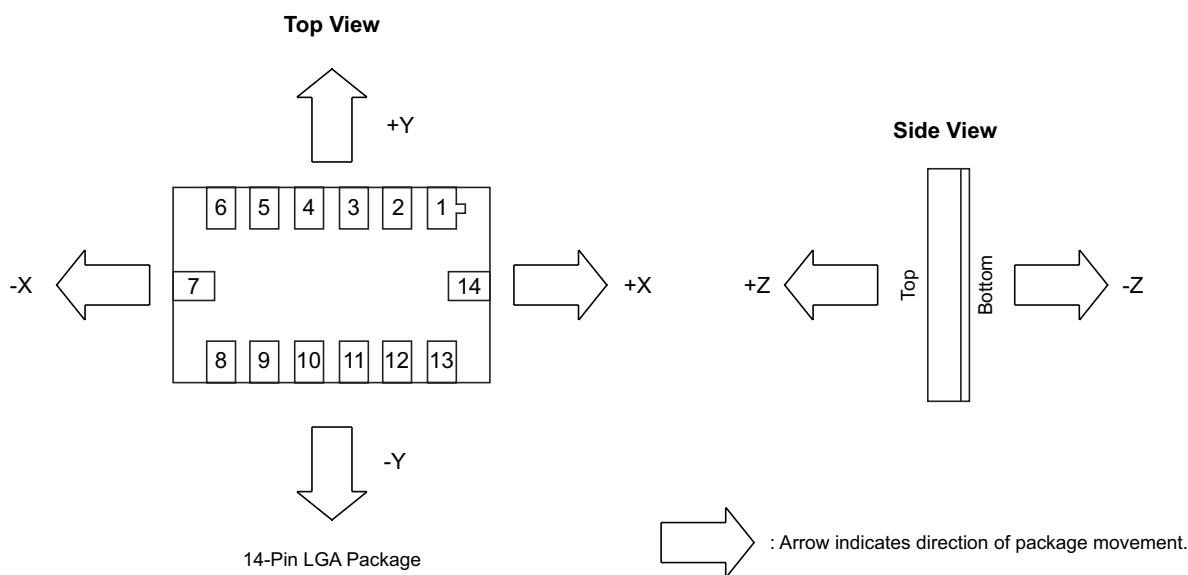 Top View
+Y
6 5 4 3 2 1
-X
7
14
+X
8 9 10 11 12 13
-Y
14-Pin LGA Package
Side View
+Z
Top
Bottom
-Z
: Arrow indicates direction of package movement.